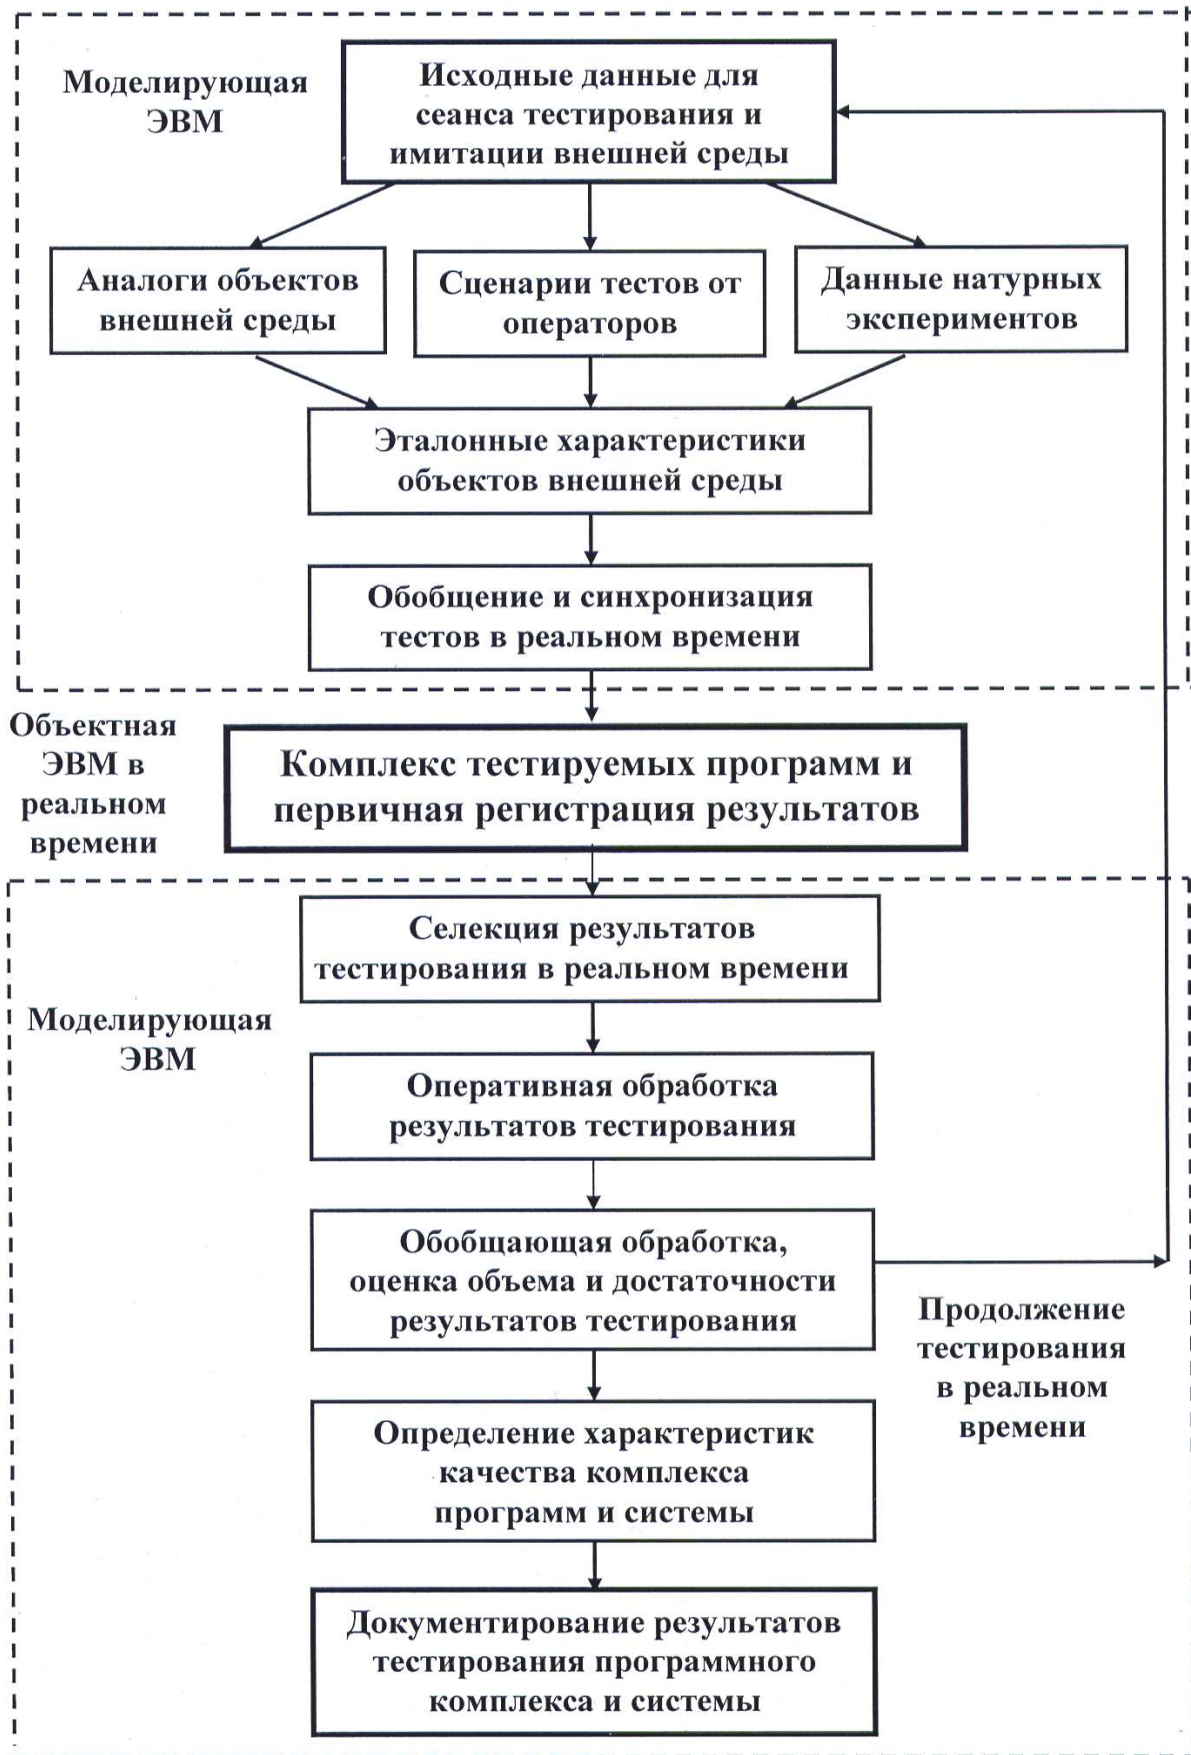 Моделирующая
ЭВМ
Исходные данные для
сеанса тестирования и
имитации внешней среды
Аналоги объектов
внешней среды
Сценарии тестов от
операторов
Данные натурных
экспериментов
Эталонные характеристики
объектов внешней среды
Обобщение и синхронизация
тестов в реальном времени
Объектная
ЭВМ в
реальном
времени
Комплекс тестируемых программ и
первичная регистрация результатов
Селекция результатов
тестирования в реальном времени
Моделирующая
ЭВМ
Оперативная обработка
результатов тестирования
Обобщающая обработка,
оценка объема и достаточности
результатов тестирования
Продолжение
тестирования
в реальном
времени
Определение характеристик
качества комплекса
программ и системы
Документирование результатов
тестирования программного
комплекса и системы